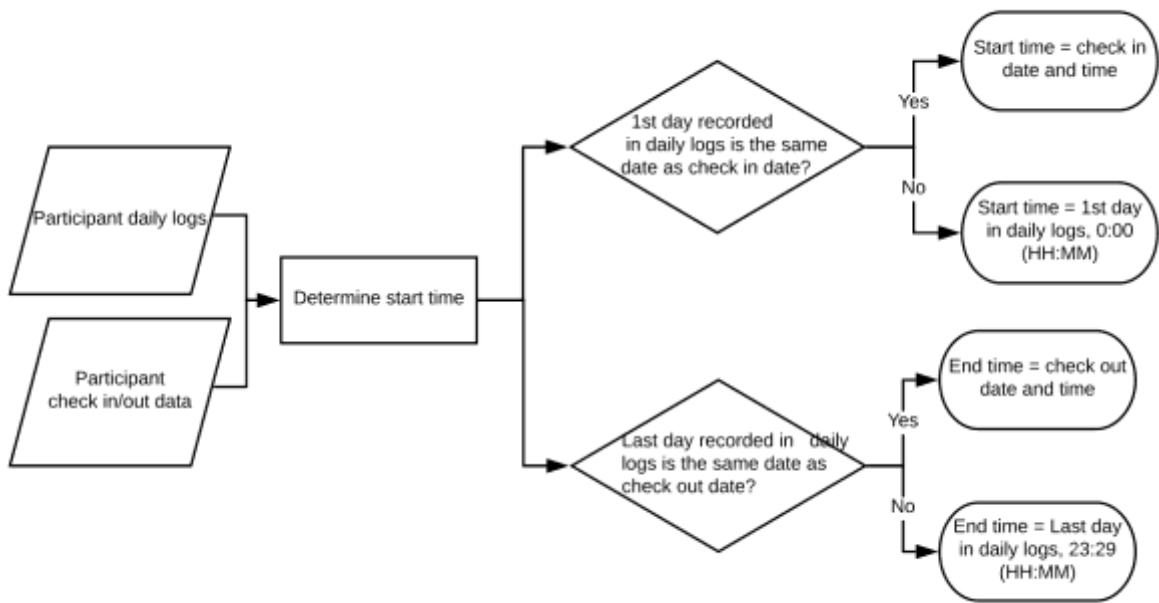 Participant daily logs
Participant
check in/out data
Determine start time
1st day recorded
in daily logs is the same
date as check in date?
Yes
No
Start time = check in
date and time
Start time = 1st day
in daily logs, 0:00
(HH:MM)
Last day recorded in daily
logs is the same date as
check out date?
Yes
No
End time = check out
date and time
End time = Last day
in daily logs, 23:29
(HH:MM)